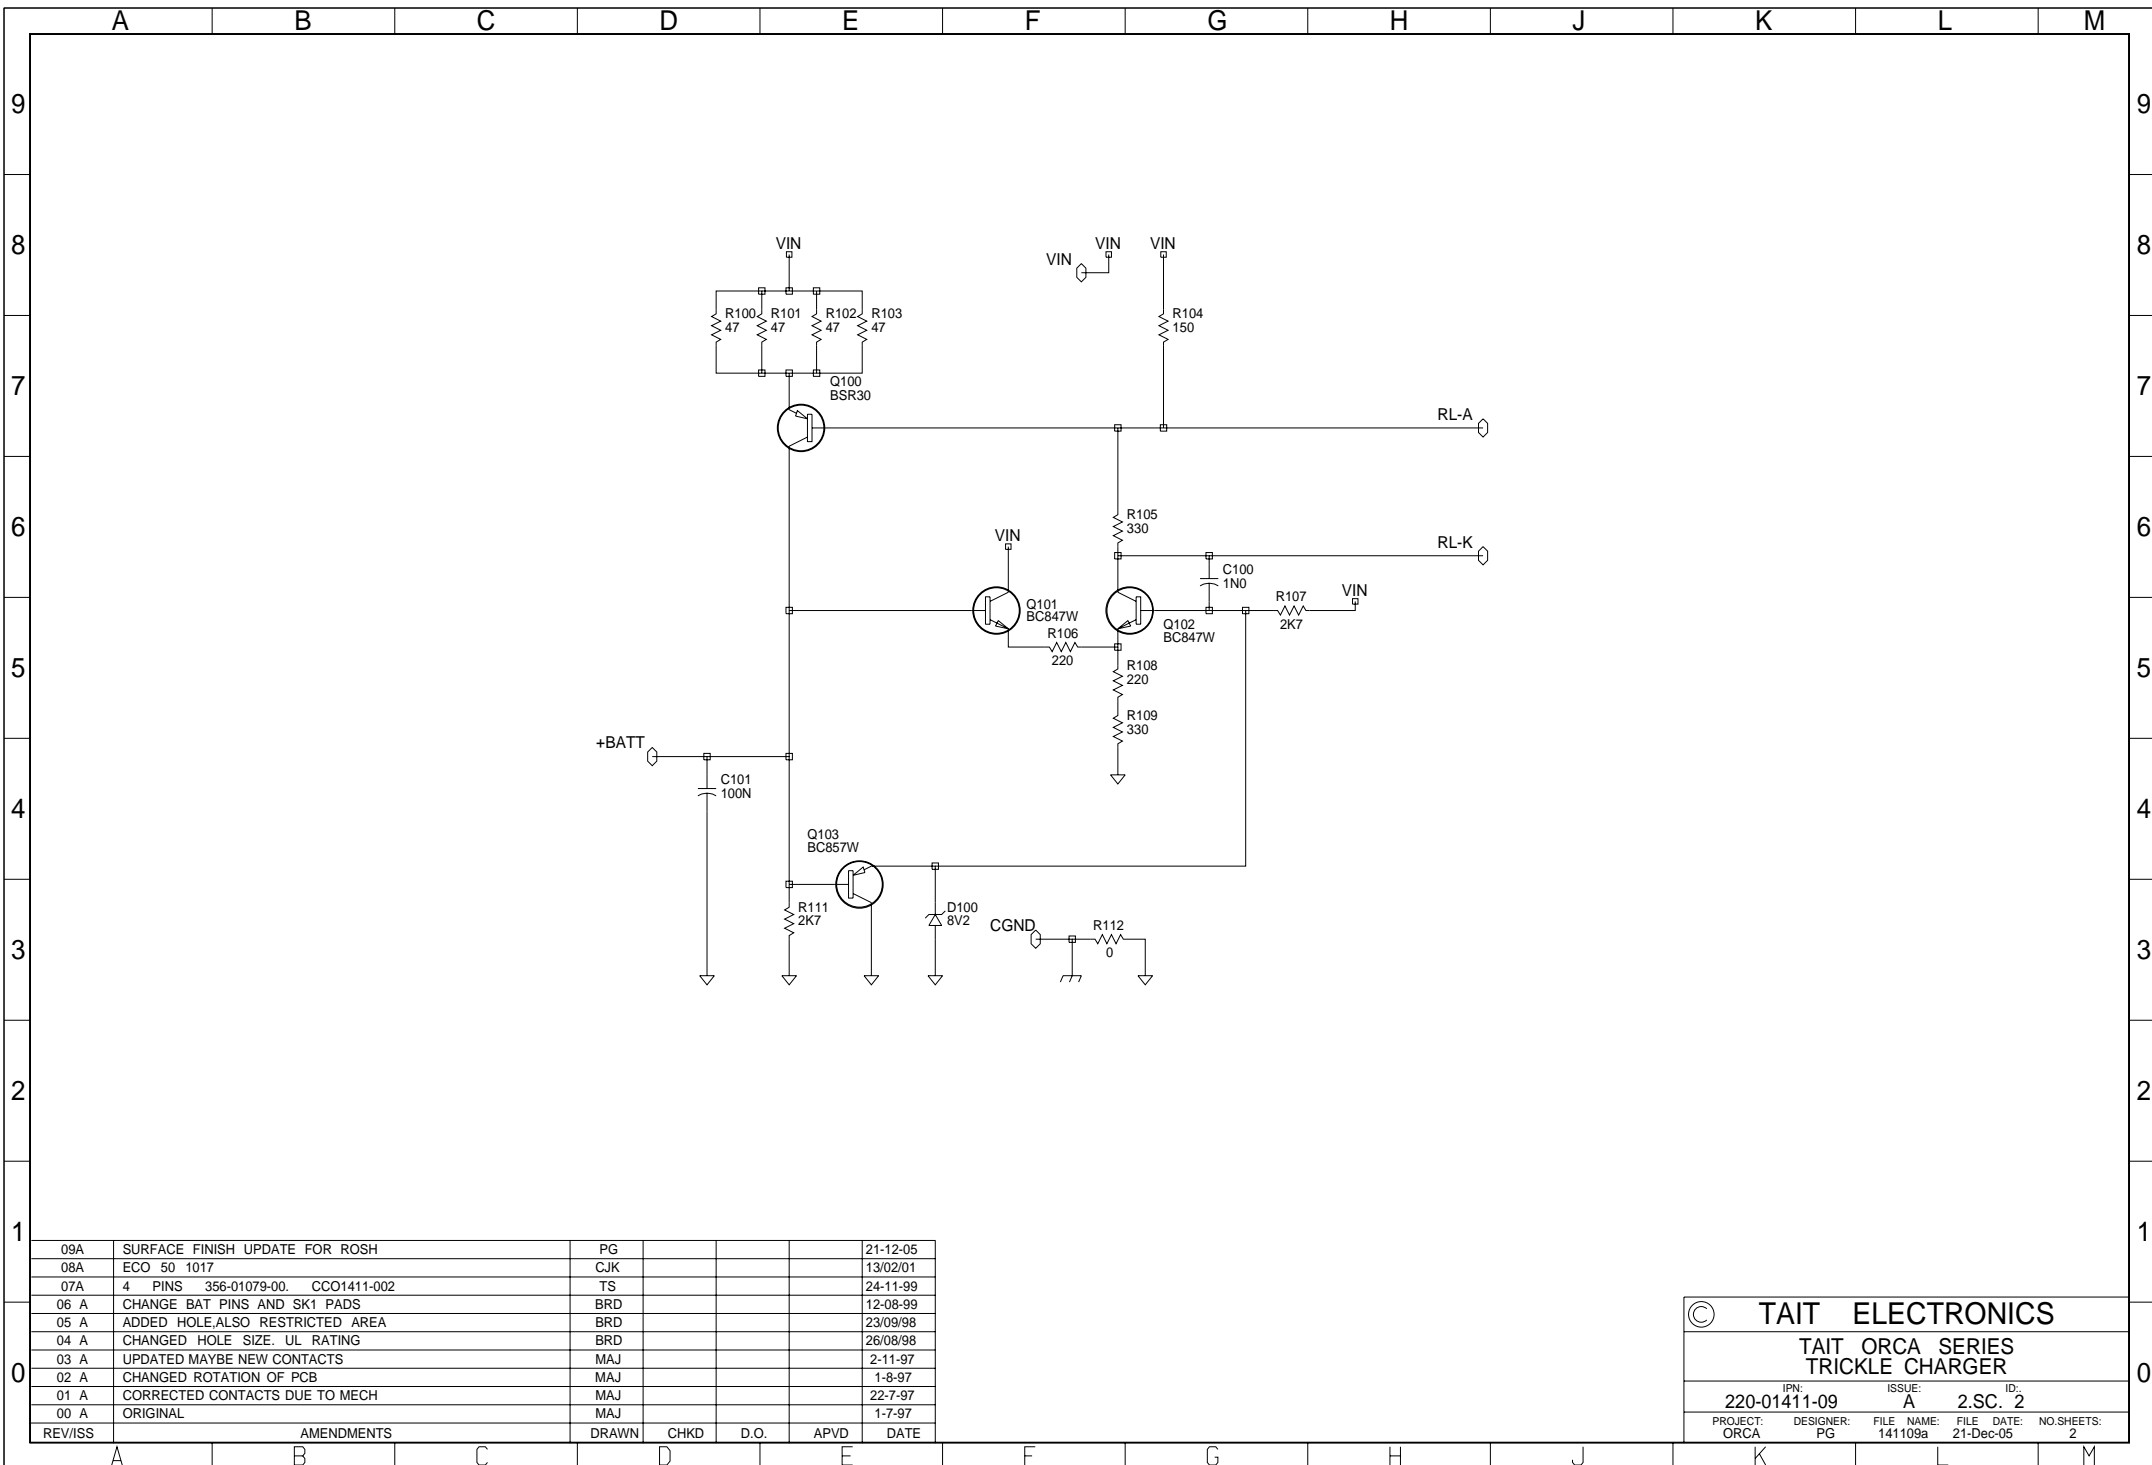 A B C D E F G H J K L M
9 9
8 8
VIN VIN VIN
VIN
R100 R101 R102 R103 R104
47 47 47 47 150
7 7
Q100
BSR30
RL-A
6 6
R105
330
VIN
RL-K
C100
1N0
R107 VIN
2K7
Q101
BC847W
Q102
BC847W
R106
220
5 5
R108
220
R109
330
+BATT
C101
100N
4 4
Q103
BC857W
R111
2K7
D100
8V2
CGND R112
0
3 3
2 2
1 1
09A SURFACE FINISH UPDATE FOR ROSH PG 21-12-05
08A ECO 50 1017 CJK 13/02/01
07A 4 PINS 356-01079-00. CCO1411-002 TS 24-11-99
06 A CHANGE BAT PINS AND SK1 PADS BRD 12-08-99
05 A ADDED HOLE,ALSO RESTRICTED AREA BRD 23/09/98
04 A CHANGED HOLE SIZE. UL RATING BRD 26/08/98
03 A UPDATED MAYBE NEW CONTACTS MAJ 2-11-97
02 A CHANGED ROTATION OF PCB MAJ 1-8-97
01 A CORRECTED CONTACTS DUE TO MECH MAJ 22-7-97
00 A ORIGINAL MAJ 1-7-97
REV/ISS AMENDMENTS DRAWN CHKD D.O. APVD DATE
0 0
© TAIT ELECTRONICS
TAIT ORCA SERIES
TRICKLE CHARGER
IPN: ISSUE: ID:.
220-01411-09 A 2.SC. 2
PROJECT: DESIGNER: FILE NAME: FILE DATE: NO.SHEETS:
ORCA PG 141109a 21-Dec-05 2
A B C D E F G H J K L M